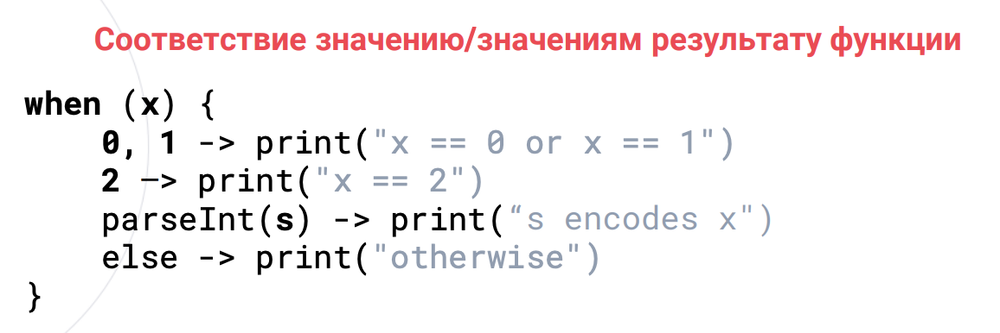 Соответствие значению/значениям результату функции
when (x) {
    0, 1 -> print("x == 0 or x == 1")
    2 —> print("x == 2")
    parseInt(s) -> print(“s encodes x")
    else -> print("otherwise")
}